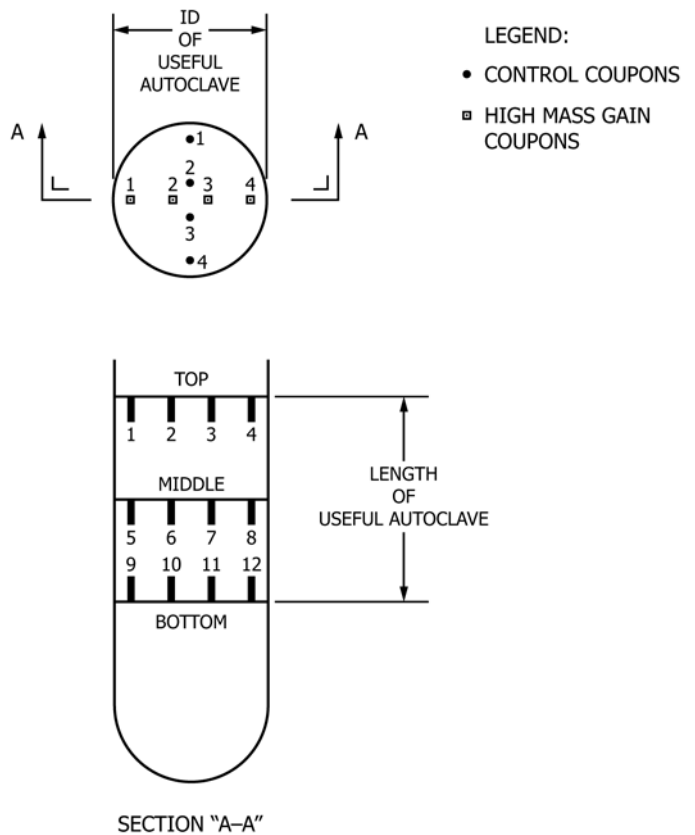 ID
OF
USEFUL
AUTOCLAVE
LEGEND:
CONTROL COUPONS
HIGH MASS GAIN
COUPONS
A
A
1
2
1 2 3 4
3
4
TOP
1 2 3 4
MIDDLE
5 6 7 8
9 10 11 12
BOTTOM
LENGTH
OF
USEFUL AUTOCLAVE
SECTION "A–A"